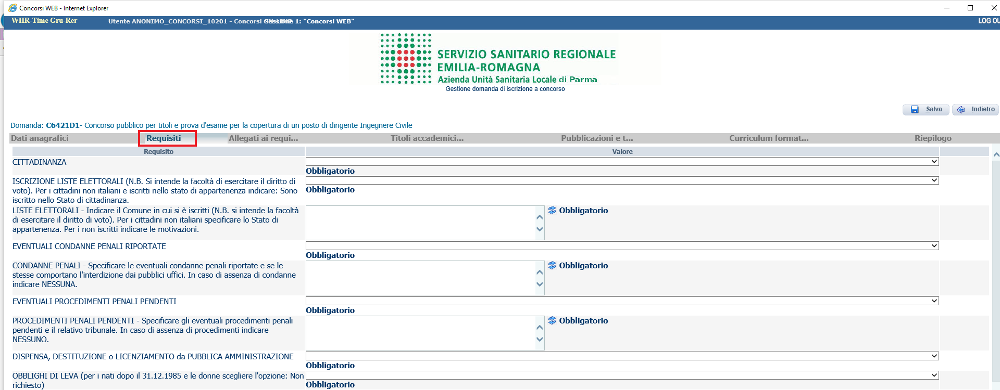 Concorsi WEB - Internet Explorer
WHR-Time Gru-Rer
Utente ANONIMO_CONCORSI_10201 - Concorsi ON-LINE
Sessione 1: "Concorsi WEB"
LOG OU
SERVIZIO SANITARIO REGIONALE
EMILIA-ROMAGNA
Azienda Unità Sanitaria Locale di Parma
Gestione domanda di iscrizione a concorso
Salva Indietro
Domanda: C6421D1- Concorso pubblico per titoli e prova d'esame per la copertura di un posto di dirigente Ingegnere Civile
Dati anagrafici Requisiti Allegati ai requi... Titoli accademici... Pubblicazioni e t... Curriculum format... Riepilogo
Requisito Valore
CITTADINANZA
Obbligatorio
ISCRIZIONE LISTE ELETTORALI (N.B. Si intende la facoltà di esercitare il diritto di
voto). Per i cittadini non italiani e iscritti nello stato di appartenenza indicare: Sono
iscritto nello Stato di cittadinanza.
Obbligatorio
LISTE ELETTORALI - Indicare il Comune in cui si è iscritti (N.B. si intende la facoltà
di esercitare il diritto di voto). Per i cittadini non italiani specificare lo Stato di
appartenenza. Per i non iscritti indicare le motivazioni.
Obbligatorio
EVENTUALI CONDANNE PENALI RIPORTATE
Obbligatorio
CONDANNE PENALI - Specificare le eventuali condanne penali riportate e se le
stesse comportano l'interdizione dai pubblici uffici. In caso di assenza di condanne
indicare NESSUNA.
Obbligatorio
EVENTUALI PROCEDIMENTI PENALI PENDENTI
Obbligatorio
PROCEDIMENTI PENALI PENDENTI - Specificare gli eventuali procedimenti penali
pendenti e il relativo tribunale. In caso di assenza di procedimenti indicare
NESSUNO.
Obbligatorio
DISPENSA, DESTITUZIONE o LICENZIAMENTO da PUBBLICA AMMINISTRAZIONE
Obbligatorio
OBBLIGHI DI LEVA (per i nati dopo il 31.12.1985 e le donne scegliere l'opzione: Non
richiesto)
Obbligatorio